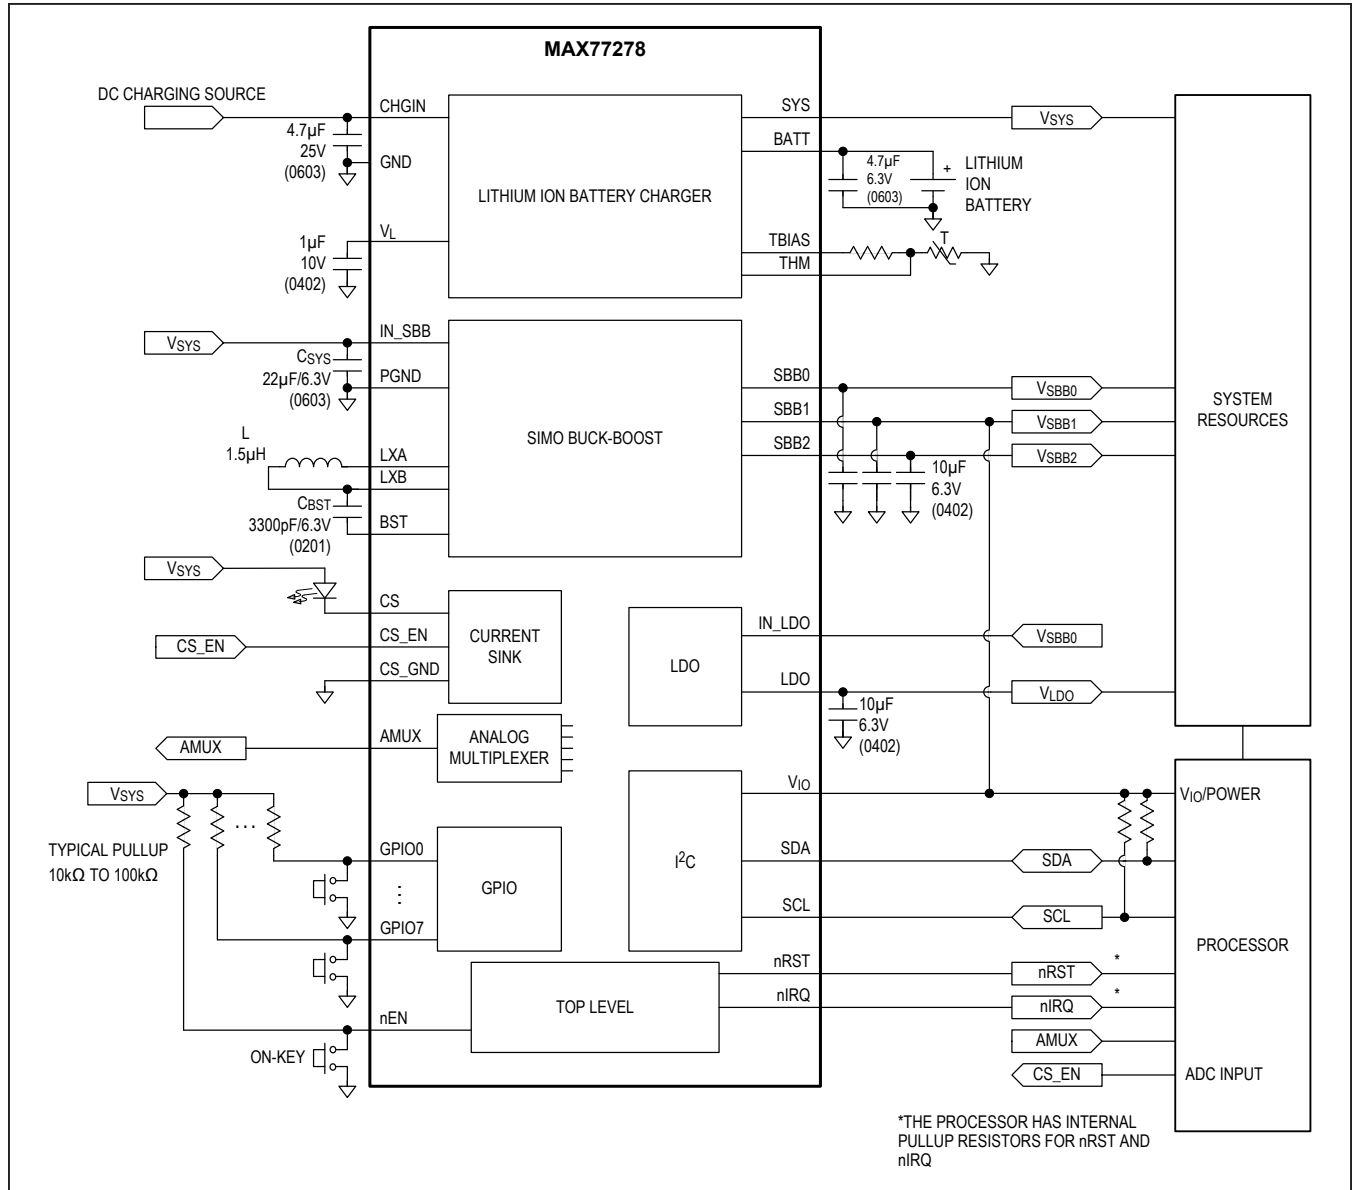 MAX77278
DC CHARGING SOURCE
4.7µF
25V
(0603)
CHGIN
GND
1µF
10V
(0402)
VL
LITHIUM ION BATTERY CHARGER
SYS
BATT
TBIAS
THM
VSYS
4.7µF
6.3V
(0603)
+
LITHIUM
ION
BATTERY
T
SYSTEM
RESOURCES
VSYS
CSYS
22µF/6.3V
(0603)
IN_SBB
PGND
L
1.5µH
LXA
LXB
CBST
3300pF/6.3V
(0201)
BST
SIMO BUCK-BOOST
SBB0
SBB1
SBB2
VSBB0
VSBB1
VSBB2
10µF
6.3V
(0402)
VSYS
CS
CS_EN
CS_EN
CS_GND
CURRENT
SINK
LDO
IN_LDO
LDO
VSBB0
VLDO
10µF
6.3V
(0402)
AMUX
AMUX
ANALOG
MULTIPLEXER
VSYS
TYPICAL PULLUP
10kΩ TO 100kΩ
...
GPIO0
⋮
GPIO7
GPIO
I2C
VIO
SDA
SCL
VIO/POWER
SDA
SCL
PROCESSOR
nEN
ON-KEY
TOP LEVEL
nRST
nIRQ
nRST
*
nIRQ
*
AMUX
CS_EN
ADC INPUT
*THE PROCESSOR HAS INTERNAL
PULLUP RESISTORS FOR nRST AND
nIRQ